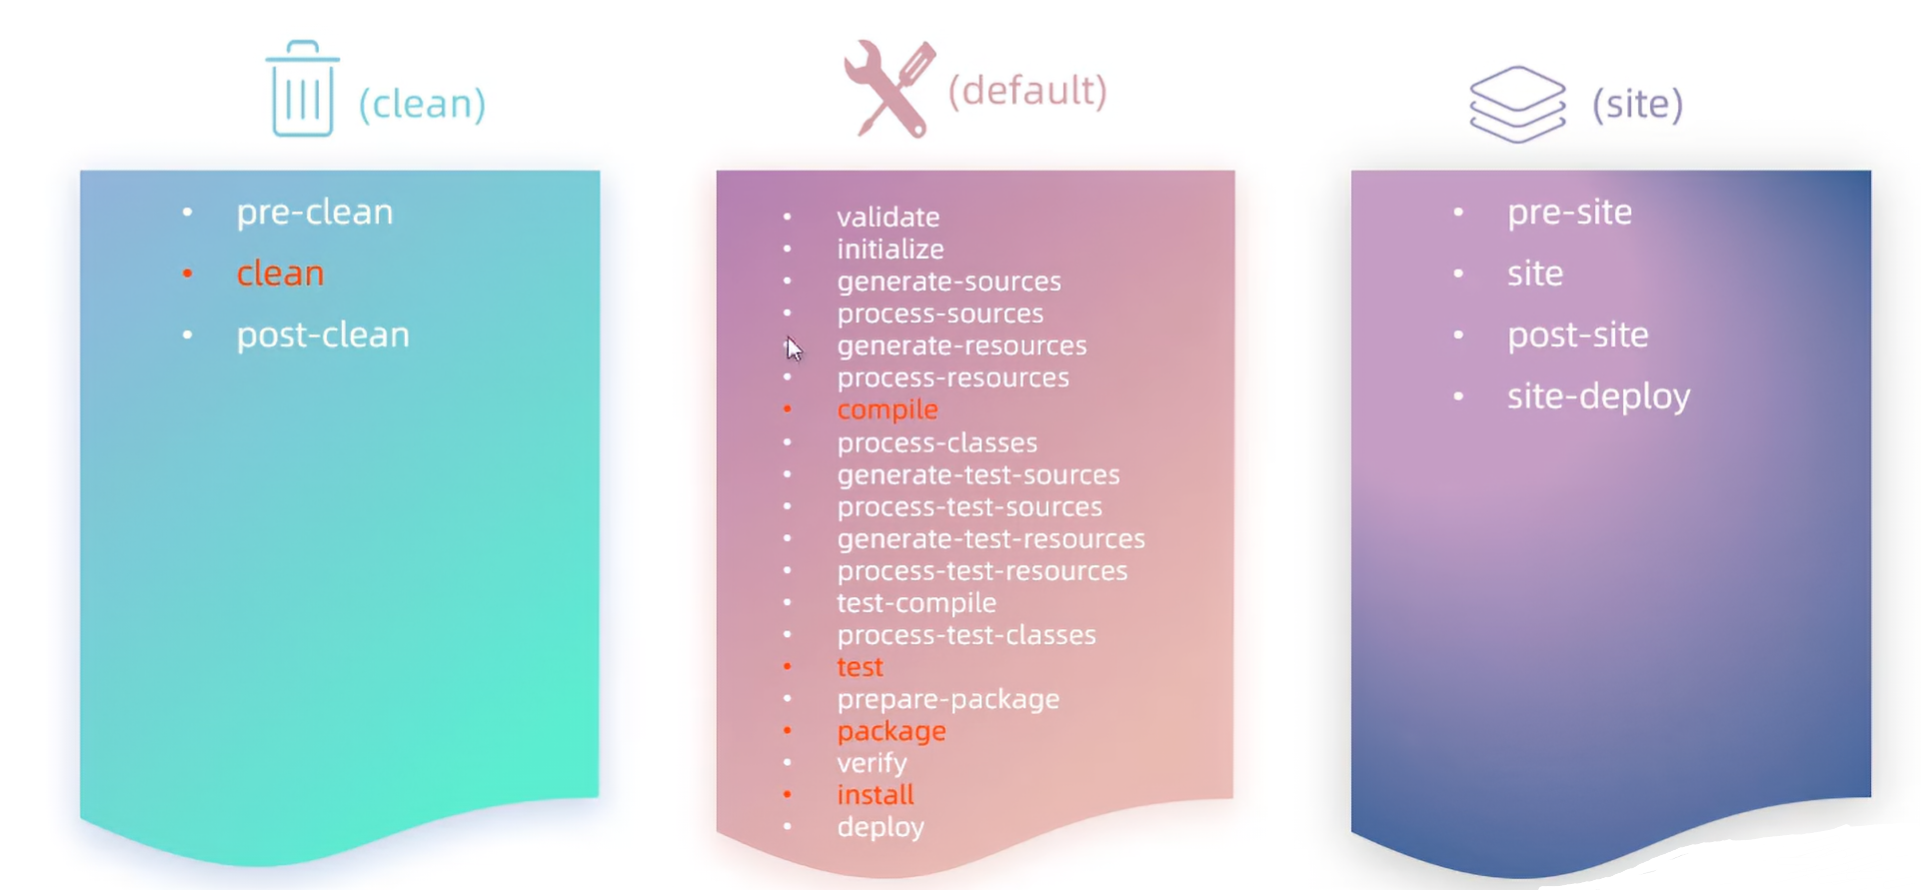 (clean)
• pre-clean
• clean
• post-clean
(default)
• validate
• initialize
• generate-sources
• process-sources
• generate-resources
• process-resources
• compile
• process-classes
• generate-test-sources
• process-test-sources
• generate-test-resources
• process-test-resources
• test-compile
• process-test-classes
• test
• prepare-package
• package
• verify
• install
• deploy
(site)
• pre-site
• site
• post-site
• site-deploy